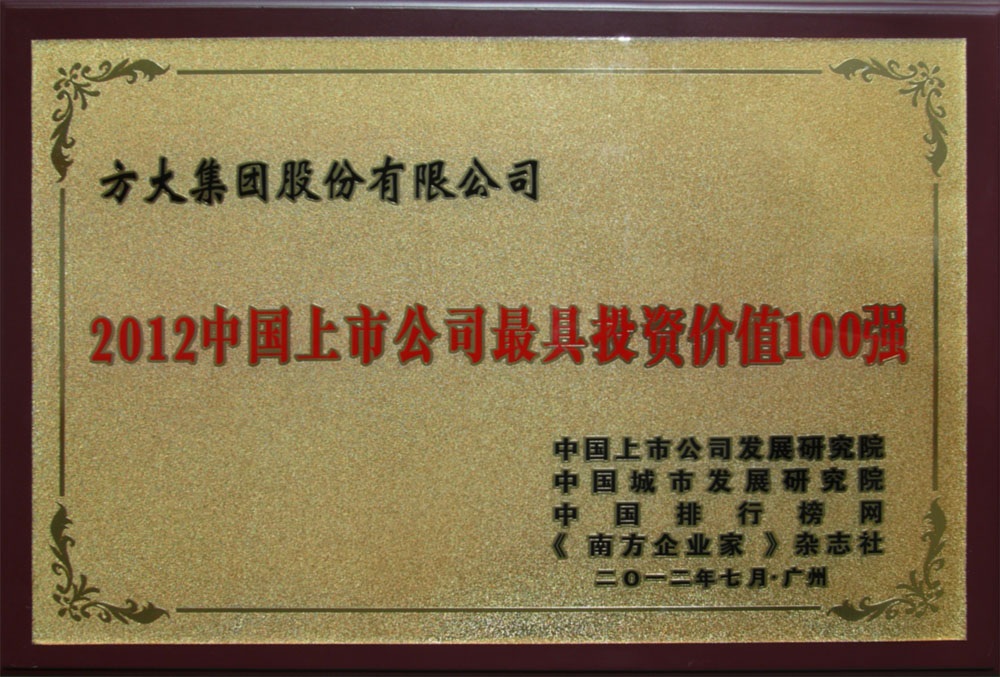 方大集团股份有限公司
2012中国上市公司最具投资价值100强
中国上市公司发展研究院
中国城市发展研究院
中国排行榜网
《南方企业家》杂志社
二〇一二年七月·广州